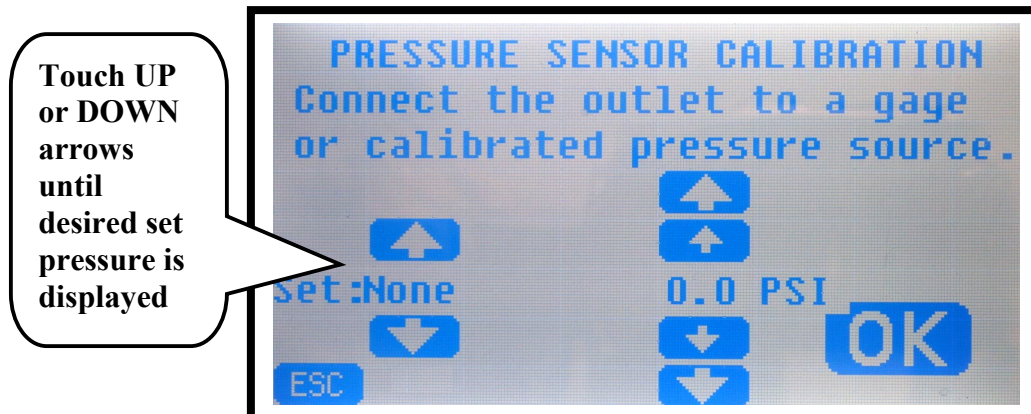 Touch UP
or DOWN
arrows
until
desired set
pressure is
displayed
PRESSURE SENSOR CALIBRATION
Connect the outlet to a gage
or calibrated pressure source.
Set:None
0.0 PSI
OK
ESC